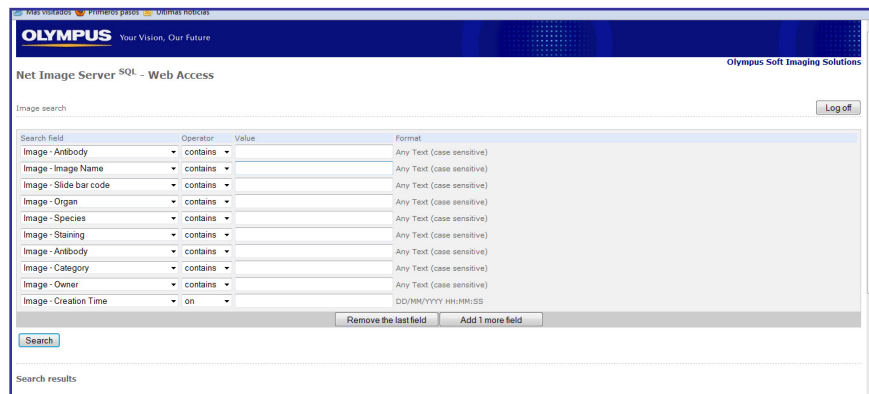 Mas visitados Primeros pasos Últimas noticias
OLYMPUS Your Vision, Our Future
Olympus Soft Imaging Solutions
Net Image Server SQL - Web Access
Image search Log off
Search field Operator Value Format
Image - Antibody contains Any Text (case sensitive)
Image - Image Name contains Any Text (case sensitive)
Image - Slide bar code contains Any Text (case sensitive)
Image - Organ contains Any Text (case sensitive)
Image - Species contains Any Text (case sensitive)
Image - Staining contains Any Text (case sensitive)
Image - Antibody contains Any Text (case sensitive)
Image - Category contains Any Text (case sensitive)
Image - Owner contains Any Text (case sensitive)
Image - Creation Time on DD/MM/YYYY HH:MM:SS
Remove the last field Add 1 more field
Search
Search results